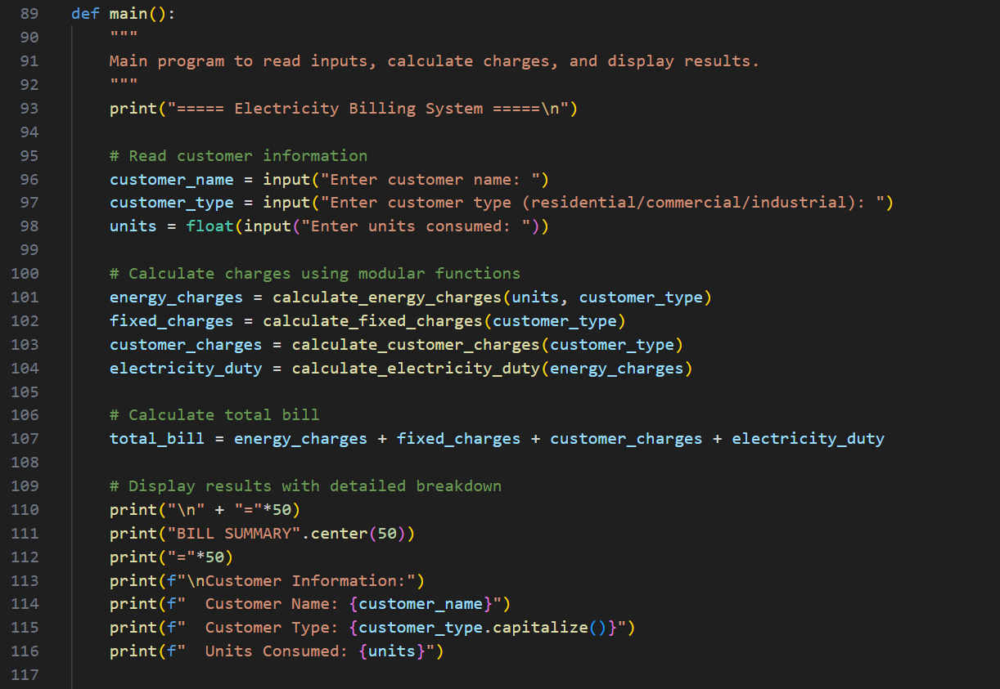 89 def main():
90 """
91 Main program to read inputs, calculate charges, and display results.
92 """
93 print("===== Electricity Billing System =====\n")
94
95 # Read customer information
96 customer_name = input("Enter customer name: ")
97 customer_type = input("Enter customer type (residential/commercial/industrial): ")
98 units = float(input("Enter units consumed: "))
99
100 # Calculate charges using modular functions
101 energy_charges = calculate_energy_charges(units, customer_type)
102 fixed_charges = calculate_fixed_charges(customer_type)
103 customer_charges = calculate_customer_charges(customer_type)
104 electricity_duty = calculate_electricity_duty(energy_charges)
105
106 # Calculate total bill
107 total_bill = energy_charges + fixed_charges + customer_charges + electricity_duty
108
109 # Display results with detailed breakdown
110 print("\n" + "="*50)
111 print("BILL SUMMARY".center(50))
112 print("="*50)
113 print(f"\nCustomer Information:")
114 print(f"  Customer Name: {customer_name}")
115 print(f"  Customer Type: {customer_type.capitalize()}")
116 print(f"  Units Consumed: {units}")
117